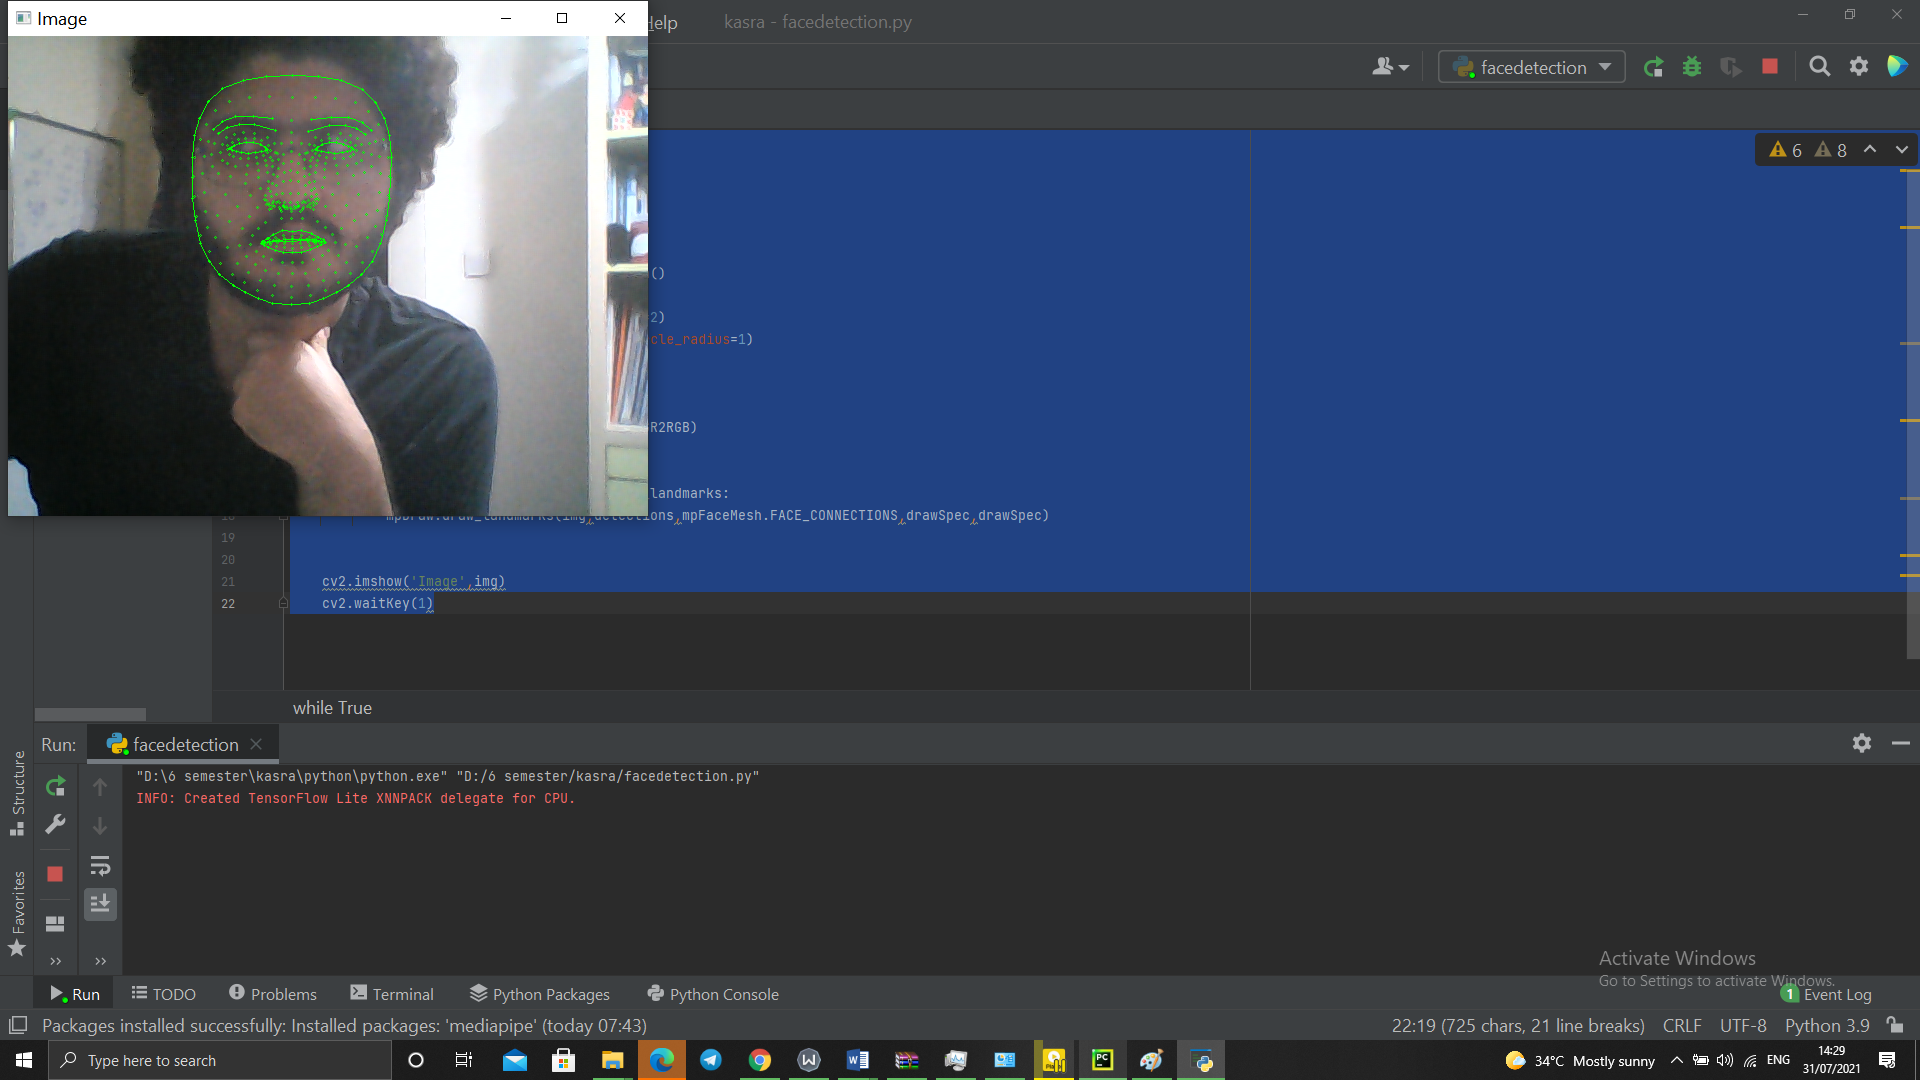 Image
Help
kasra - facedetection.py
facedetection
6 8
()
2)
cle_radius=1)
R2RGB)
landmarks:
mpDraw.draw_landmarks(img,detections,mpFaceMesh.FACE_CONNECTIONS,drawSpec,drawSpec)
19
20
21 cv2.imshow('Image',img)
22 cv2.waitKey(1)
while True
Run: facedetection
"D:\6 semester\kasra\python\python.exe" "D:/6 semester/kasra/facedetection.py"
INFO: Created TensorFlow Lite XNNPACK delegate for CPU.
Structure
Favorites
Activate Windows
Go to Settings to activate Windows.
Run TODO Problems Terminal Python Packages Python Console 1 Event Log
Packages installed successfully: Installed packages: 'mediapipe' (today 07:43) 22:19 (725 chars, 21 line breaks) CRLF UTF-8 Python 3.9
Type here to search
34°C Mostly sunny ENG
14:29
31/07/2021